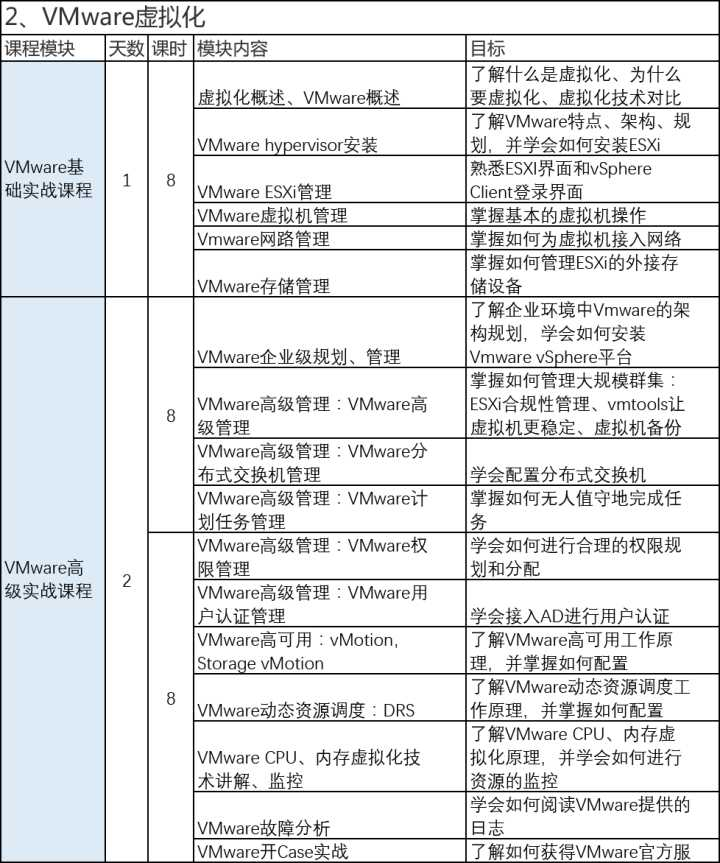 2、VMware虚拟化
课程模块 天数 课时 模块内容 目标
VMware基
础实战课程
1
8
虚拟化概述、VMware概述
了解什么是虚拟化、为什么
要虚拟化、虚拟化技术对比
VMware hypervisor安装
了解VMware特点、架构、规
划，并学会如何安装ESXi
VMware ESXi管理
熟悉ESXI界面和vSphere
Client登录界面
VMware虚拟机管理
掌握基本的虚拟机操作
Vmware网路管理
掌握如何为虚拟机接入网络
VMware存储管理
掌握如何管理ESXi的外接存
储设备
VMware高
级实战课程
2
8
VMware企业级规划、管理
了解企业环境中Vmware的架
构规划，学会如何安装
Vmware vSphere平台
VMware高级管理：VMware高
级管理
掌握如何管理大规模群集：
ESXi合规性管理、vmtools让
虚拟机更稳定、虚拟机备份
VMware高级管理：VMware分
布式交换机管理
学会配置分布式交换机
VMware高级管理：VMware计
划任务管理
掌握如何无人值守地完成任
务
8
VMware高级管理：VMware权
限管理
学会如何进行合理的权限规
划和分配
VMware高级管理：VMware用
户认证管理
学会接入AD进行用户认证
VMware高可用：vMotion,
Storage vMotion
了解VMware高可用工作原
理，并掌握如何配置
VMware动态资源调度：DRS
了解VMware动态资源调度工
作原理，并掌握如何配置
VMware CPU、内存虚拟化技
术讲解、监控
了解VMware CPU、内存虚
拟化原理，并学会如何进行
资源的监控
VMware故障分析
学会如何阅读VMware提供的
日志
VMware开Case实战
了解如何获得VMware官方服